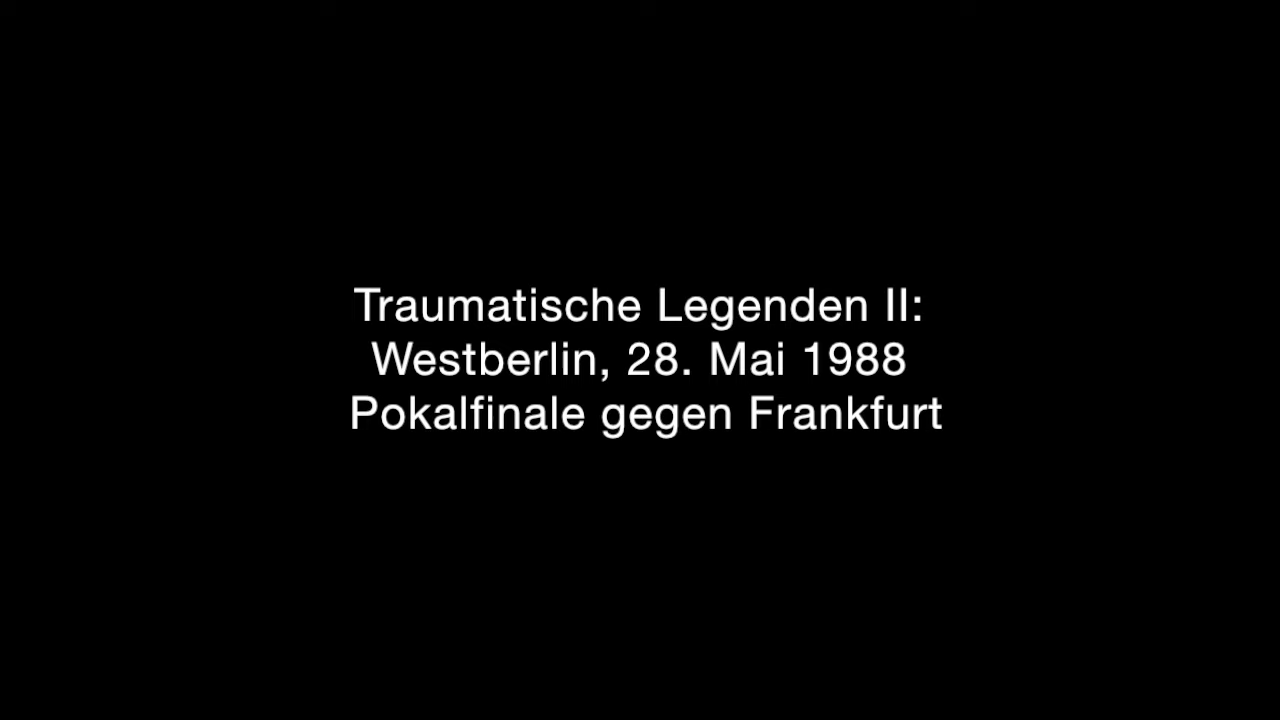 Traumatische Legenden II:
Westberlin, 28. Mai 1988
Pokalfinale gegen Frankfurt